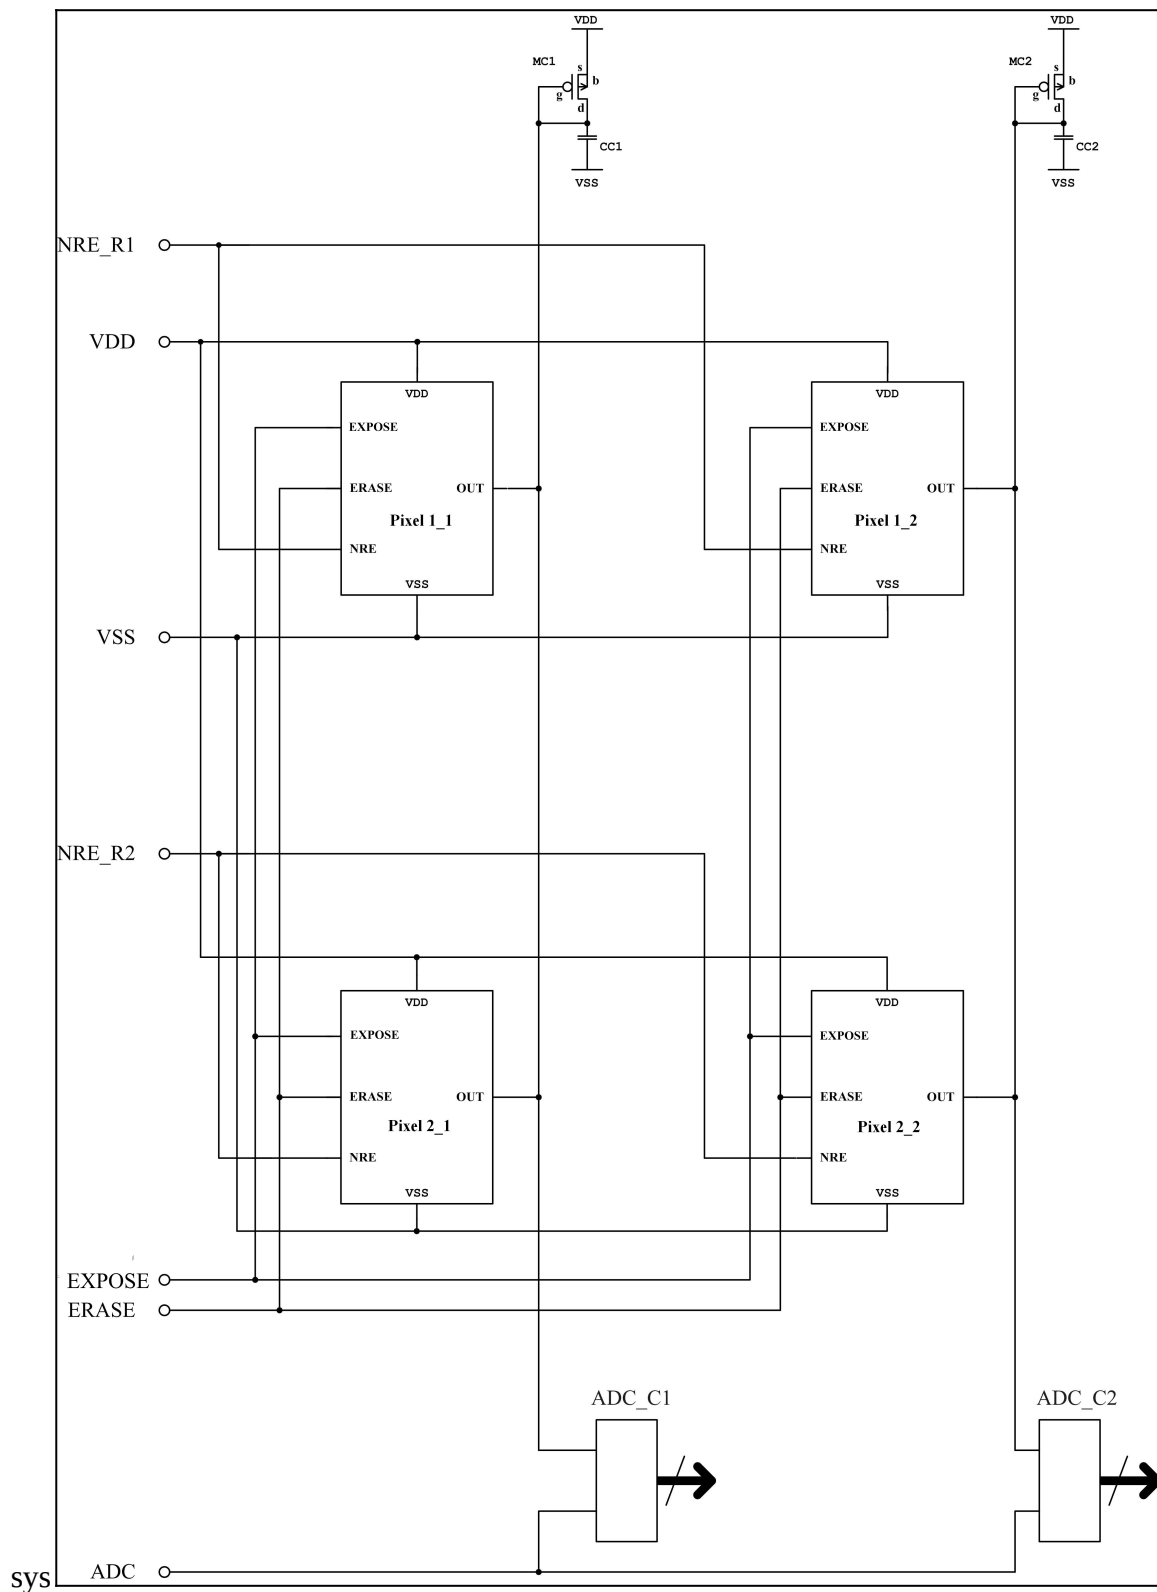 VDD VDD
MC1 s b g d MC2 s b g d
CC1 CC2
VSS VSS
NRE_R1
VDD
VDD VDD
EXPOSE EXPOSE
ERASE OUT ERASE OUT
Pixel 1_1 Pixel 1_2
NRE NRE
VSS VSS
VSS
NRE_R2
VDD VDD
EXPOSE EXPOSE
ERASE OUT ERASE OUT
Pixel 2_1 Pixel 2_2
NRE NRE
VSS VSS
EXPOSE
ERASE
ADC_C1 ADC_C2
ADC
sys